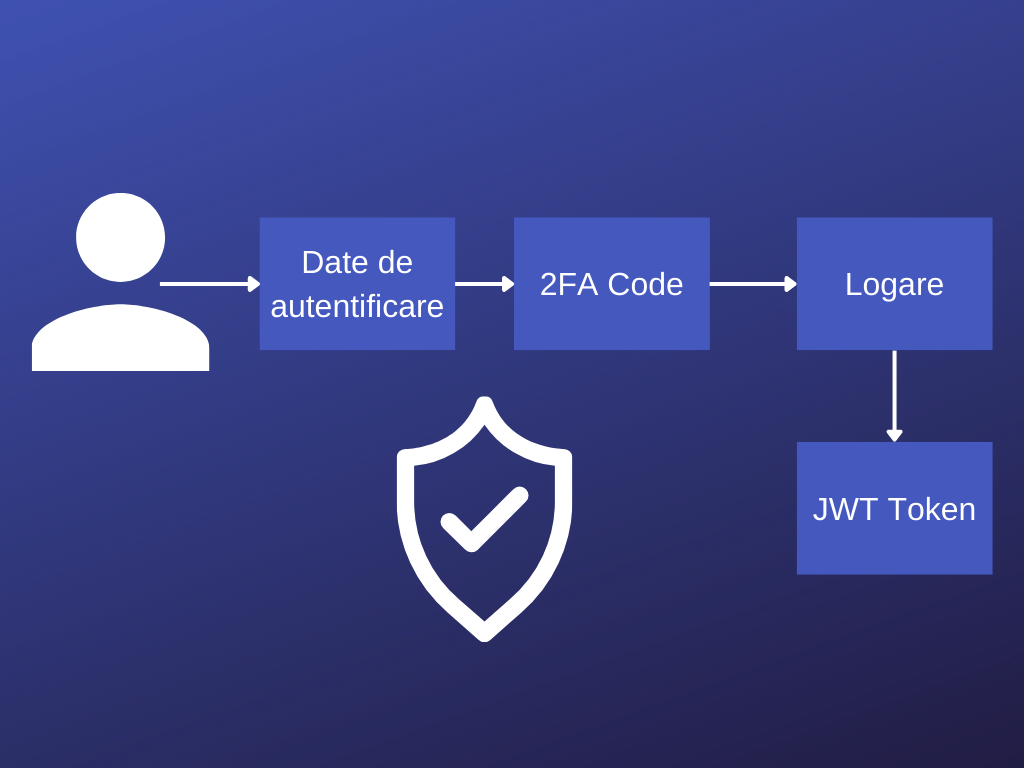 Date de
autentificare
2FA Code
Logare
JWT Token